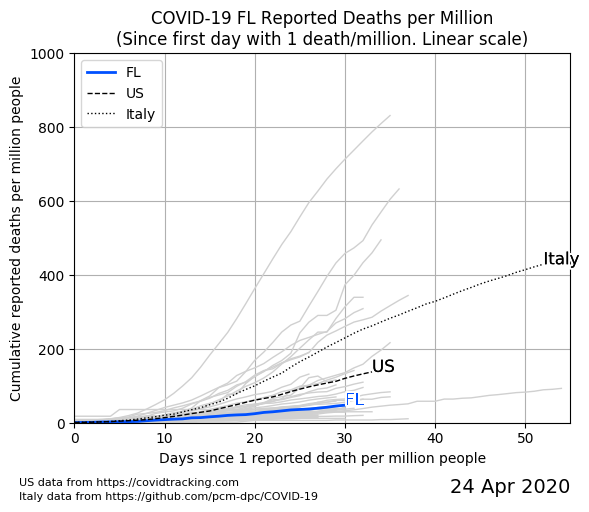 COVID-19 FL Reported Deaths per Million
(Since first day with 1 death/million. Linear scale)
Cumulative reported deaths per million people
1000
800
600
400
200
0
FL
US
Italy
Italy
US
FL
0 10 20 30 40 50
Days since 1 reported death per million people
US data from https://covidtracking.com
Italy data from https://github.com/pcm-dpc/COVID-19
24 Apr 2020